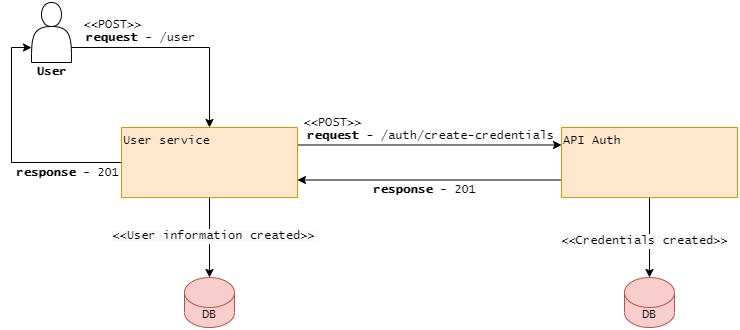 <<POST>>
request - /user
User
<<POST>>
request - /auth/create-credentials
User service
API Auth
response - 201
response - 201
<<User information created>>
<<Credentials created>>
DB
DB